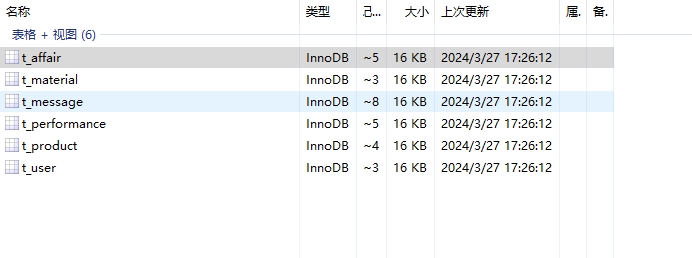 名称 类型 记... 大小 上次更新 属. 备.
表格 + 视图 (6)
t_affair InnoDB ~5 16 KB 2024/3/27 17:26:12
t_material InnoDB ~3 16 KB 2024/3/27 17:26:12
t_message InnoDB ~8 16 KB 2024/3/27 17:26:12
t_performance InnoDB ~5 16 KB 2024/3/27 17:26:12
t_product InnoDB ~4 16 KB 2024/3/27 17:26:12
t_user InnoDB ~3 16 KB 2024/3/27 17:26:12